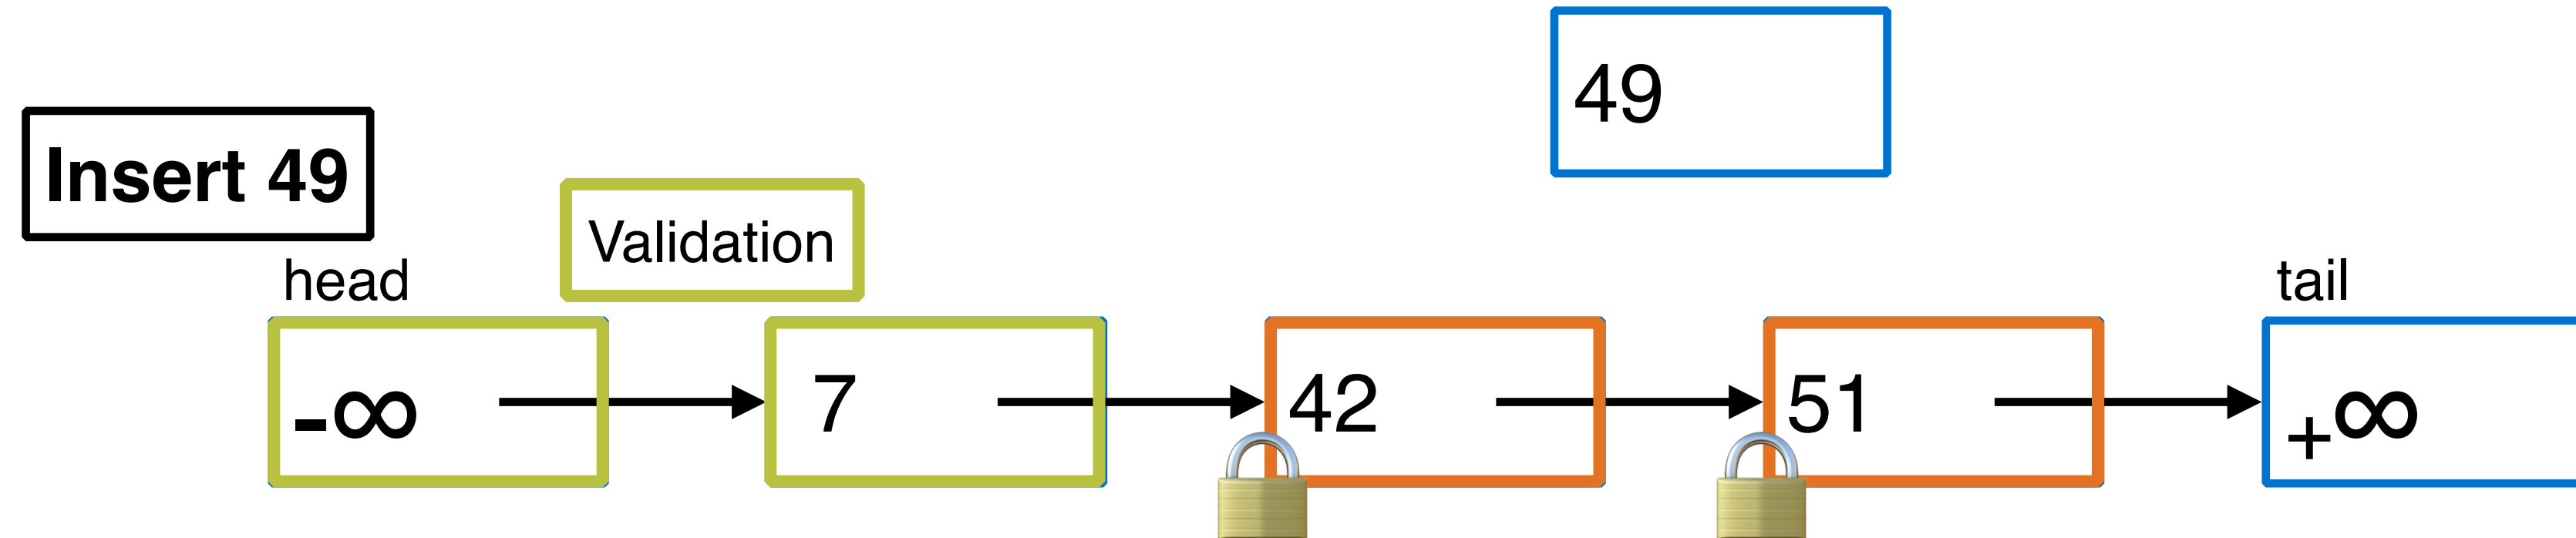 49
Insert 49
Validation
head
tail
-∞
7
42
51
+∞